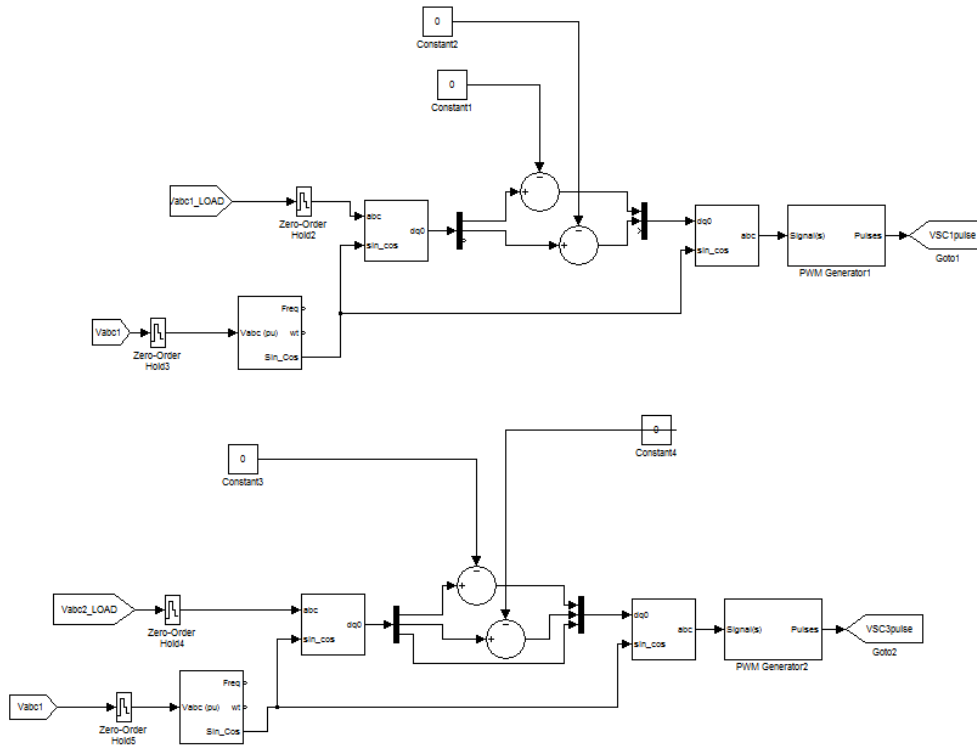 0
Constant2
0
Constant1
Vabc1_LOAD
Zero-Order
Hold2
abc
sin_cos
dq0
+
−
+
−
dq0
sin_cos
abc
Signal(s)
Pulses
PWM Generator1
VSC1pulse
Goto1
Vabc1
Zero-Order
Hold3
Vabc (pu)
Freq
wt
Sin_Cos
0
Constant3
0
Constant4
Vabc2_LOAD
Zero-Order
Hold4
abc
sin_cos
dq0
+
−
+
−
dq0
sin_cos
abc
Signal(s)
Pulses
PWM Generator2
VSC3pulse
Goto2
Vabc1
Zero-Order
Hold5
Vabc (pu)
Freq
wt
Sin_Cos